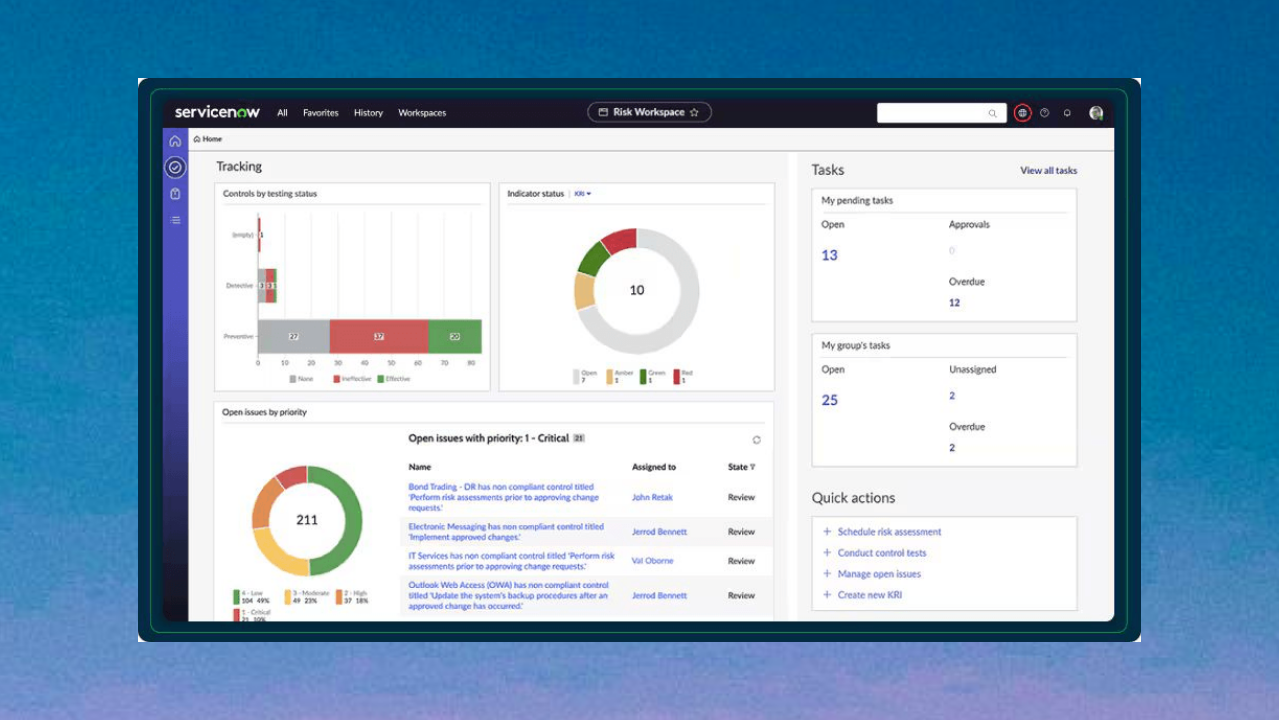 servicenow All Favorites History Workspaces Risk Workspace
Home
Tracking
Controls by testing status
(empty) 1
Detective 3 3 1
Preventive 27 37 20
0 10 20 30 40 50 60 70 80
None Ineffective Effective
Indicator status | KRI
10
Open 7
Amber 1
Green 1
Red 1
Open issues by priority
211
4 - Low
104 49%
3 - Moderate
49 23%
2 - High
37 18%
1 - Critical
21 10%
Open issues with priority: 1 - Critical 21
Name Assigned to State
Bond Trading - DR has non compliant control titled
'Perform risk assessments prior to approving change
requests.'
John Retak Review
Electronic Messaging has non compliant control titled
'Implement approved changes.'
Jerrod Bennett Review
IT Services has non compliant control titled 'Perform risk
assessments prior to approving change requests.'
Val Oborne Review
Outlook Web Access (OWA) has non compliant control
titled 'Update the system's backup procedures after an
approved change has occurred.'
Jerrod Bennett Review
Tasks View all tasks
My pending tasks
Open Approvals
13 0
Overdue
12
My group's tasks
Open Unassigned
25 2
Overdue
2
Quick actions
+ Schedule risk assessment
+ Conduct control tests
+ Manage open issues
+ Create new KRI